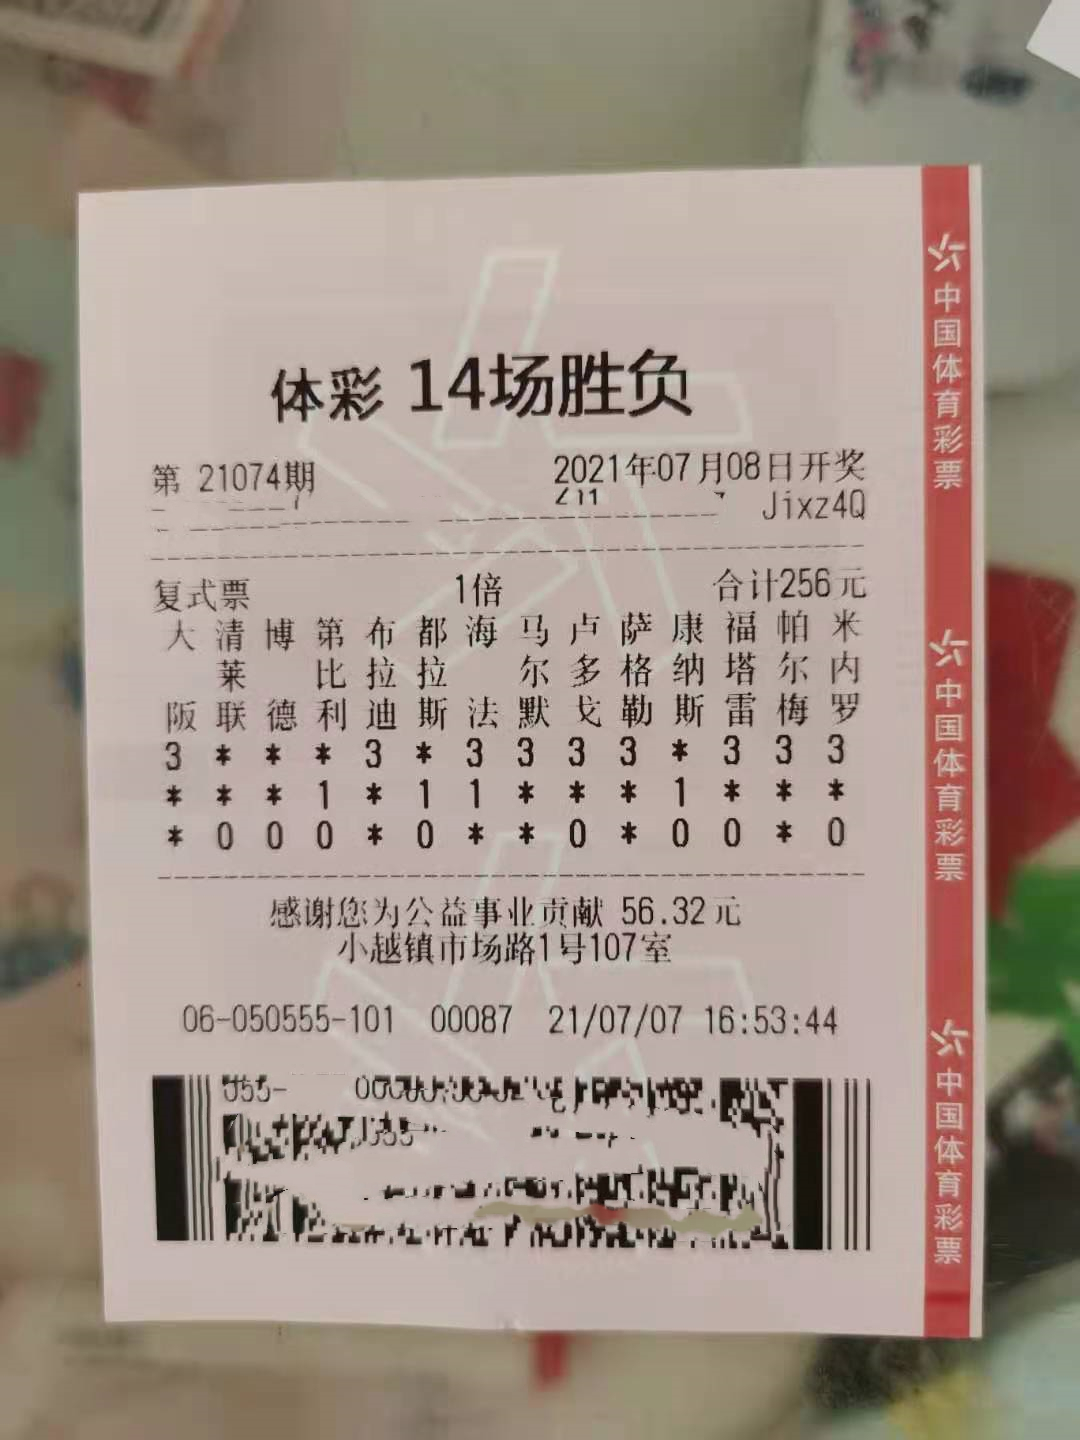 体彩 14场胜负
第 21074期 2021年07月08日开奖
Jixz4Q
复式票 1倍 合计256元
大 清 博 第 布 都 海 马 卢 萨 康 福 帕 米
莱 比 拉 拉 尔 多 格 纳 塔 尔 内
阪 联 德 利 迪 斯 法 默 戈 勒 斯 雷 梅 罗
3 * * * 3 * 3 3 3 3 * 3 3 3
* * * 1 * 1 1 * * * 1 * * *
* 0 0 0 * 0 * * 0 * 0 0 * 0
感谢您为公益事业贡献 56.32元
小越镇市场路1号107室
06-050555-101 00087 21/07/07 16:53:44
中国体育彩票
中国体育彩票
中国体育彩票